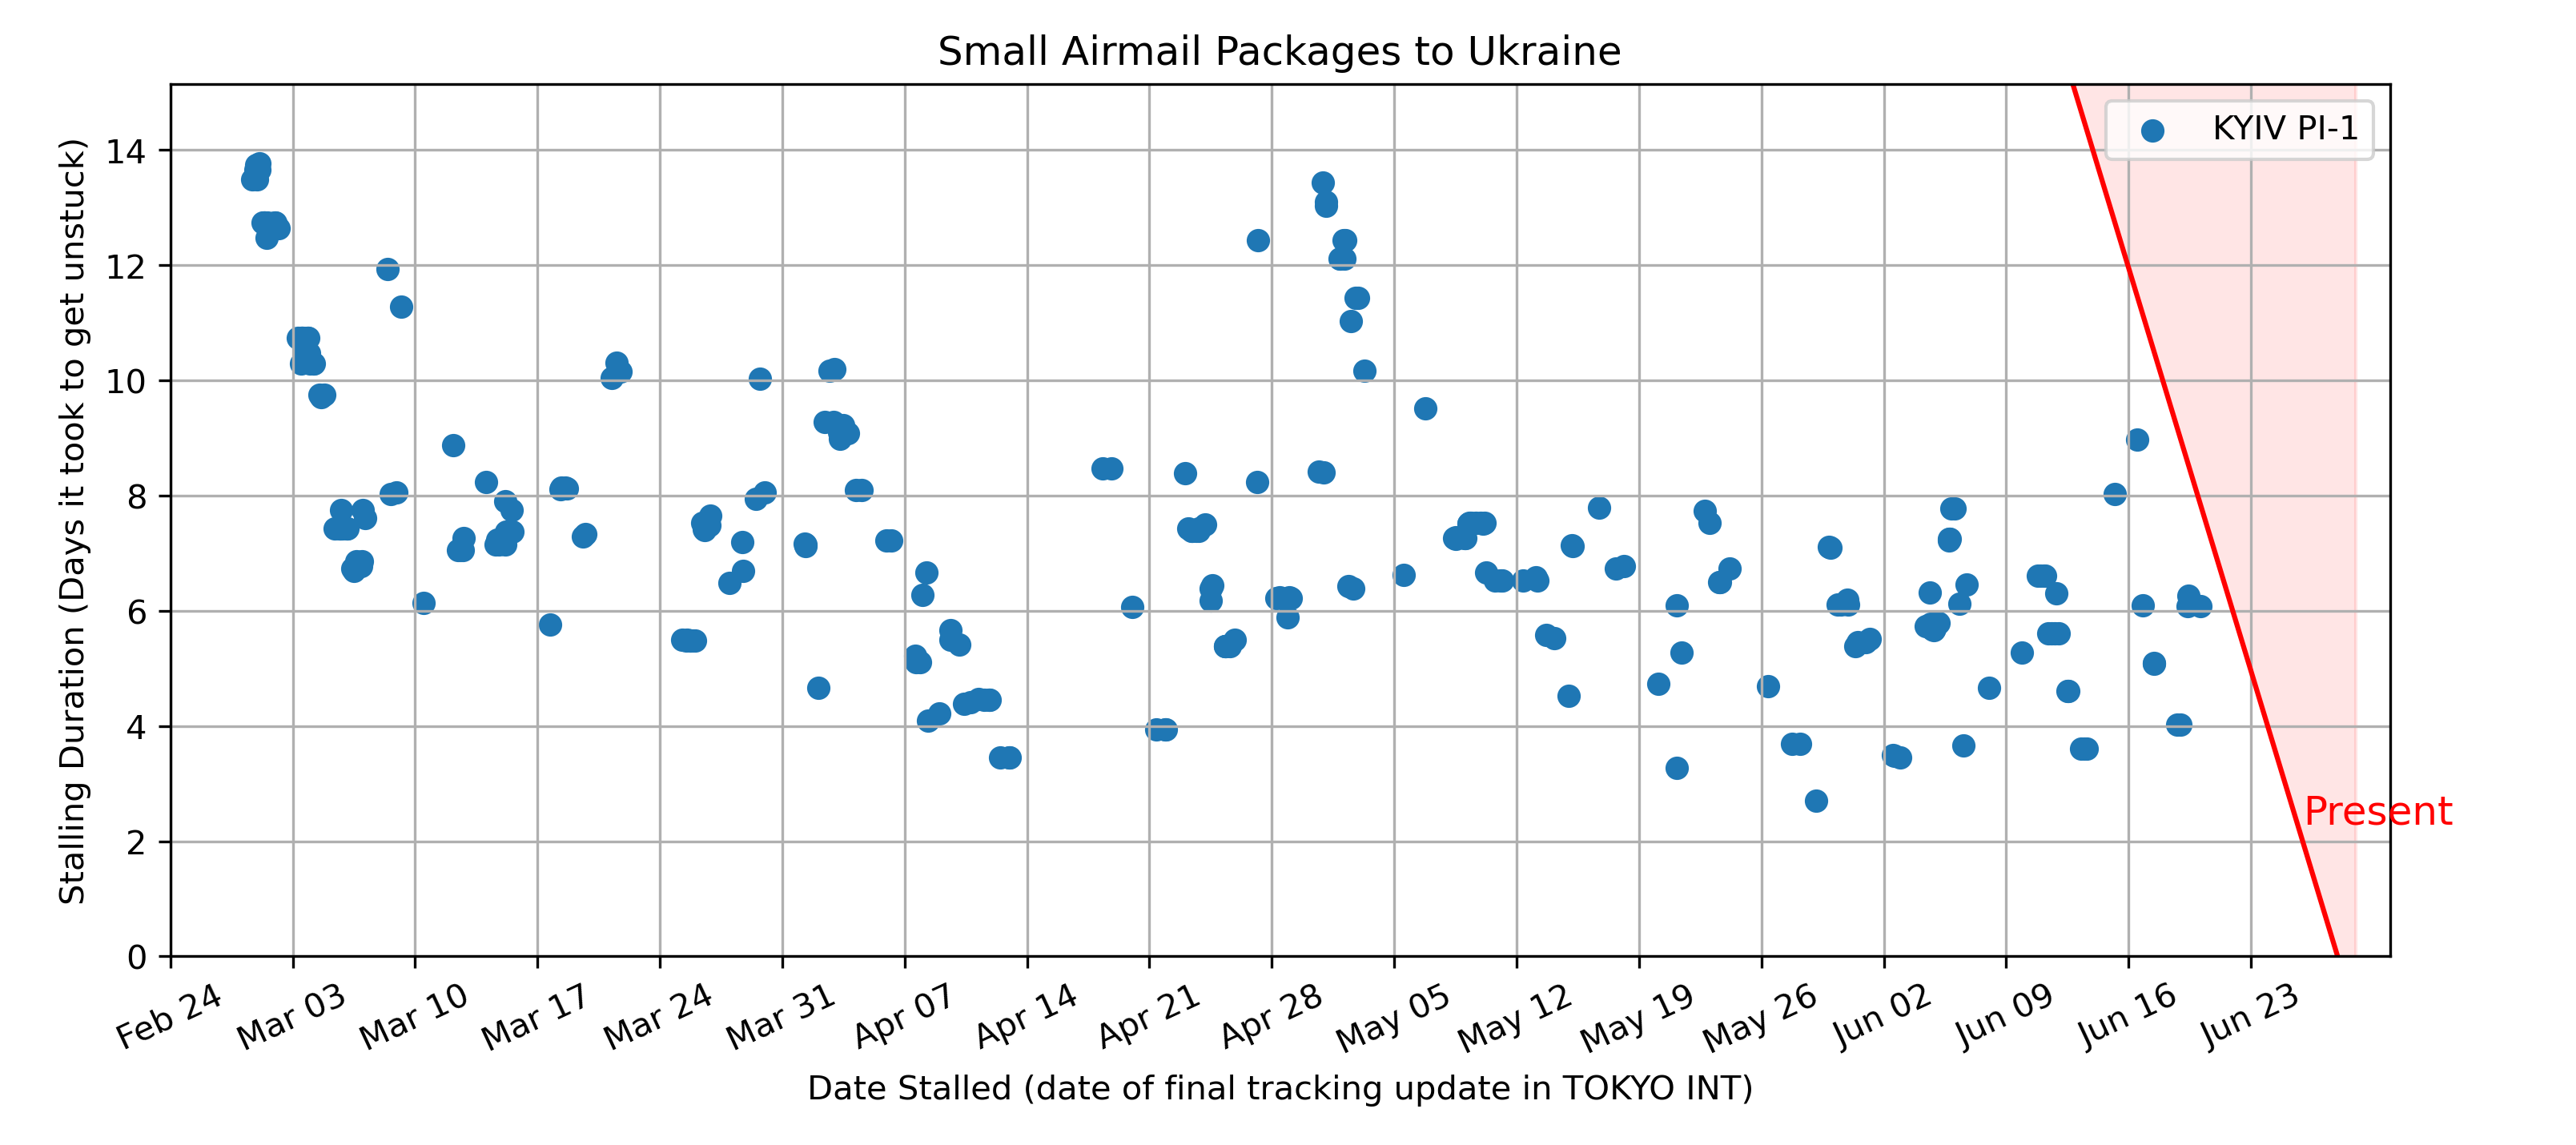 Small Airmail Packages to Ukraine
KYIV PI-1
Stalling Duration (Days it took to get unstuck)
14
12
10
8
6
4
2
0
Present
Feb 24
Mar 03
Mar 10
Mar 17
Mar 24
Mar 31
Apr 07
Apr 14
Apr 21
Apr 28
May 05
May 12
May 19
May 26
Jun 02
Jun 09
Jun 16
Jun 23
Date Stalled (date of final tracking update in TOKYO INT)